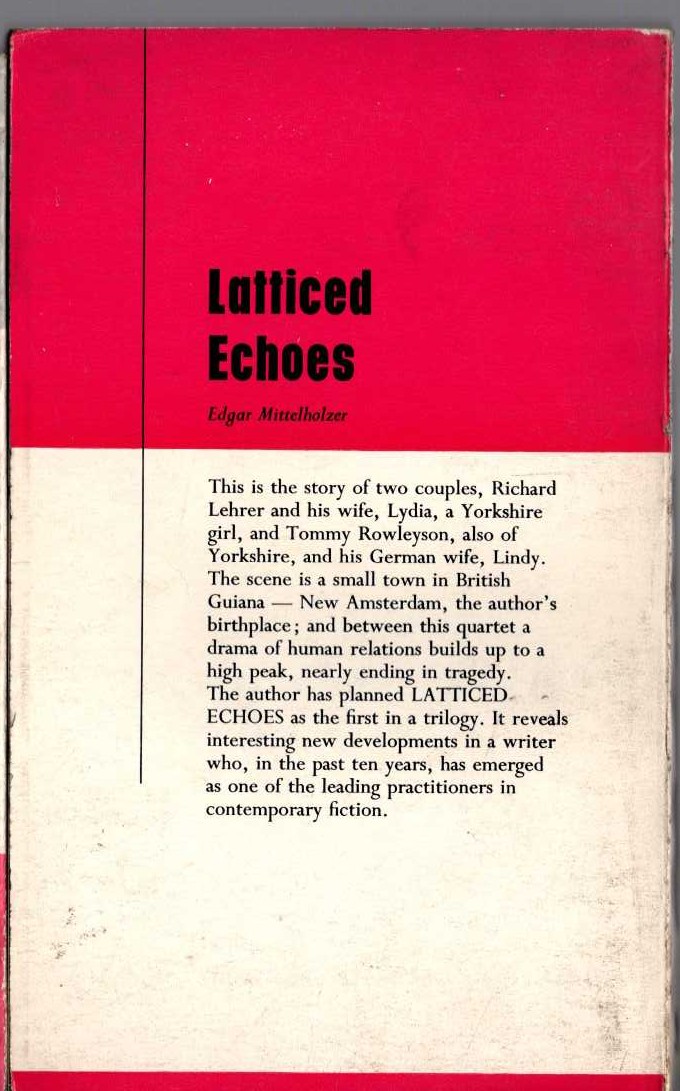 Latticed
Echoes
Edgar Mittelholzer
This is the story of two couples, Richard
Lehrer and his wife, Lydia, a Yorkshire
girl, and Tommy Rowleyson, also of
Yorkshire, and his German wife, Lindy.
The scene is a small town in British
Guiana — New Amsterdam, the author's
birthplace; and between this quartet a
drama of human relations builds up to a
high peak, nearly ending in tragedy.
The author has planned LATTICED
ECHOES as the first in a trilogy. It reveals
interesting new developments in a writer
who, in the past ten years, has emerged
as one of the leading practitioners in
contemporary fiction.